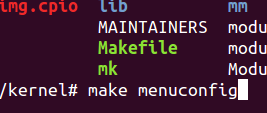 img.cpio lib mm
MAINTAINERS modu
Makefile modu
mk Modu
/kernel# make menuconfig